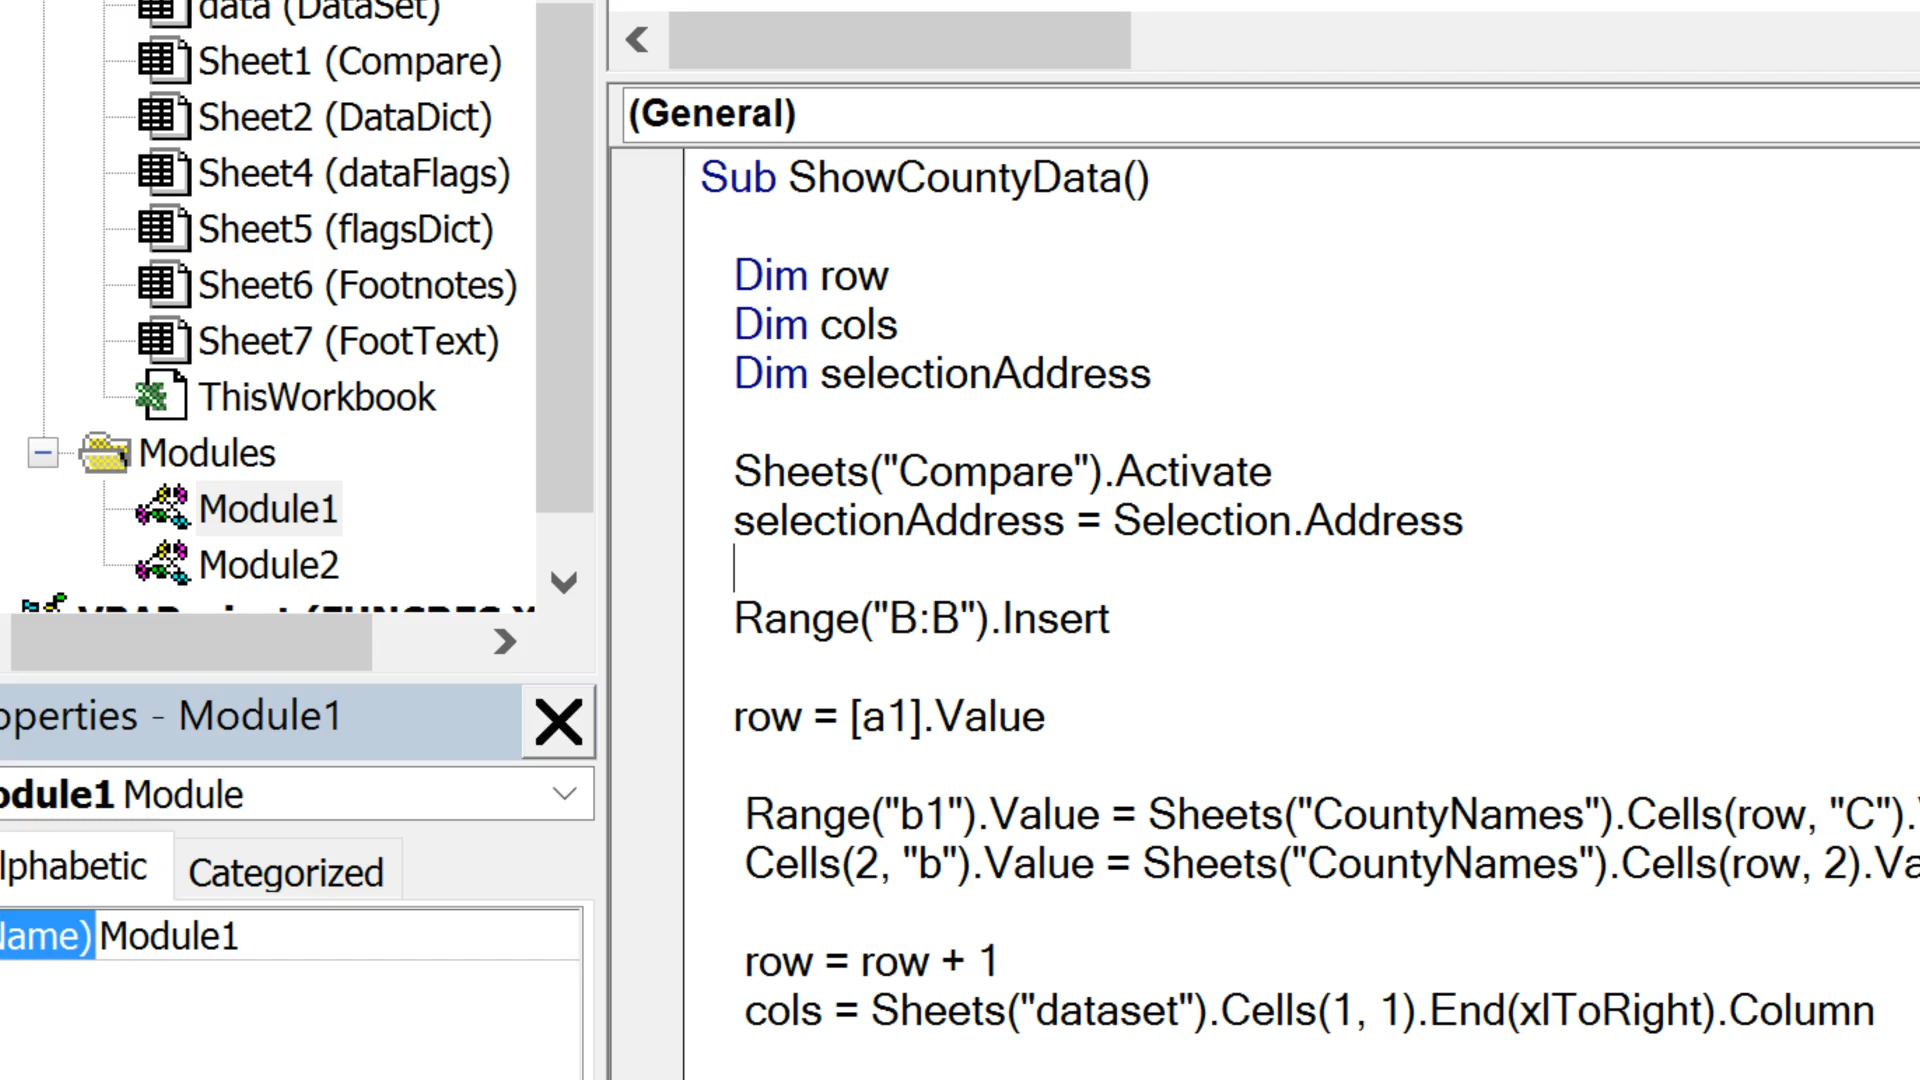 data (DataSet)
Sheet1 (Compare)
Sheet2 (DataDict)
Sheet4 (dataFlags)
Sheet5 (flagsDict)
Sheet6 (Footnotes)
Sheet7 (FootText)
ThisWorkbook
Modules
Module1
Module2
operties - Module1
odule1 Module
lphabetic
Categorized
Name) Module1
(General)
Sub ShowCountyData()
Dim row
Dim cols
Dim selectionAddress
Sheets("Compare").Activate
selectionAddress = Selection.Address
Range("B:B").Insert
row = [a1].Value
Range("b1").Value = Sheets("CountyNames").Cells(row, "C").
Cells(2, "b").Value = Sheets("CountyNames").Cells(row, 2).Va
row = row + 1
cols = Sheets("dataset").Cells(1, 1).End(xlToRight).Column